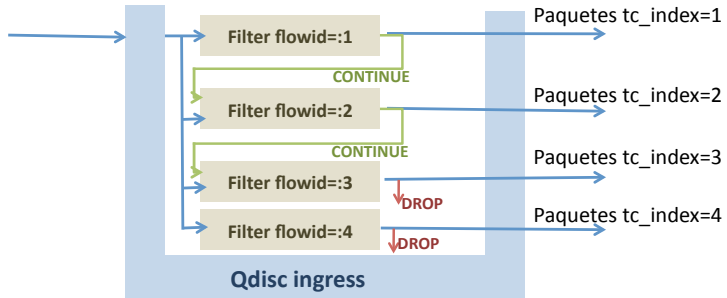 Filter flowid=:1
Paquetes tc_index=1
CONTINUE
Filter flowid=:2
Paquetes tc_index=2
CONTINUE
Filter flowid=:3
Paquetes tc_index=3
DROP
Filter flowid=:4
Paquetes tc_index=4
DROP
Qdisc ingress